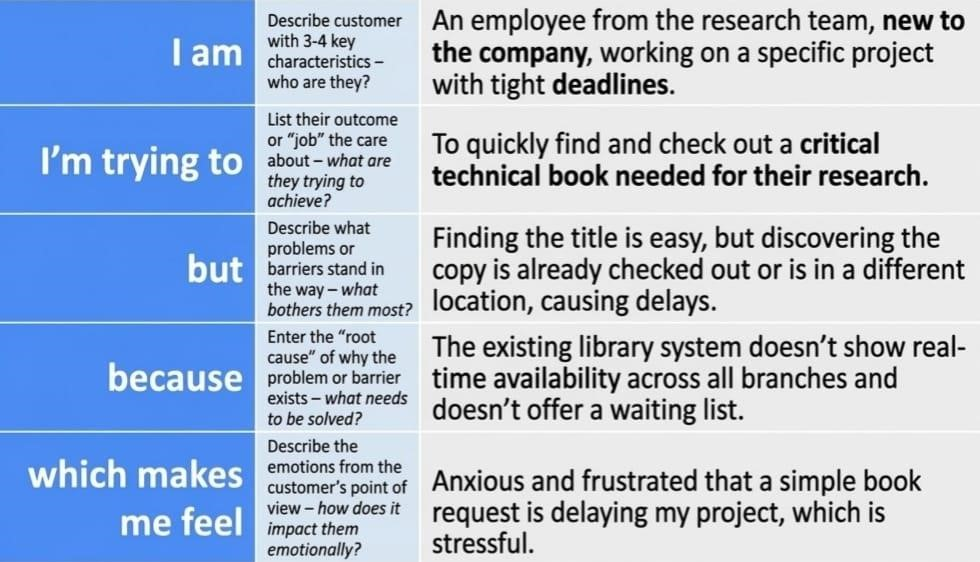 I am
Describe customer
with 3-4 key
characteristics –
who are they?
An employee from the research team, new to
the company, working on a specific project
with tight deadlines.
I'm trying to
List their outcome
or "job" the care
about – what are
they trying to
achieve?
To quickly find and check out a critical
technical book needed for their research.
but
Describe what
problems or
barriers stand in
the way – what
bothers them most?
Finding the title is easy, but discovering the
copy is already checked out or is in a different
location, causing delays.
because
Enter the "root
cause" of why the
problem or barrier
exists – what needs
to be solved?
The existing library system doesn't show real-
time availability across all branches and
doesn't offer a waiting list.
which makes
me feel
Describe the
emotions from the
customer's point of
view – how does it
impact them
emotionally?
Anxious and frustrated that a simple book
request is delaying my project, which is
stressful.